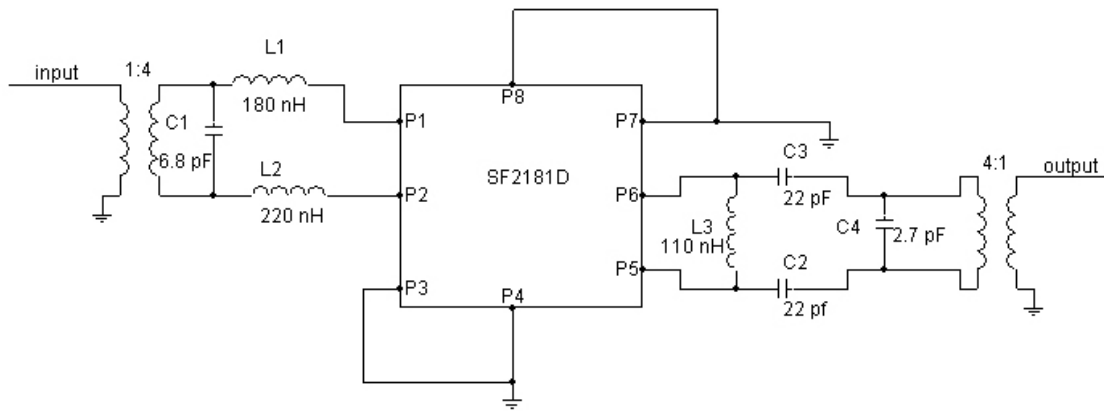 input
1:4
L1
180 nH
C1
6.8 pF
L2
220 nH
P1
P2
P3
P4
P8
SF2181D
P7
P6
P5
L3
110 nH
C3
22 pF
C2
22 pf
C4
2.7 pF
4:1
output